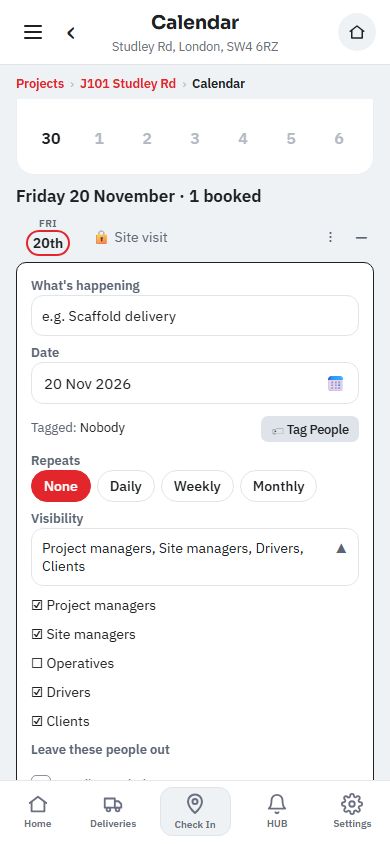 Calendar
Studley Rd, London, SW4 6RZ
Projects › J101 Studley Rd › Calendar
30 1 2 3 4 5 6
Friday 20 November · 1 booked
FRI
20th
Site visit
What's happening
e.g. Scaffold delivery
Date
20 Nov 2026
Tagged: Nobody
Tag People
Repeats
None Daily Weekly Monthly
Visibility
Project managers, Site managers, Drivers,
Clients
Project managers
Site managers
Operatives
Drivers
Clients
Leave these people out
Home Deliveries Check In HUB Settings